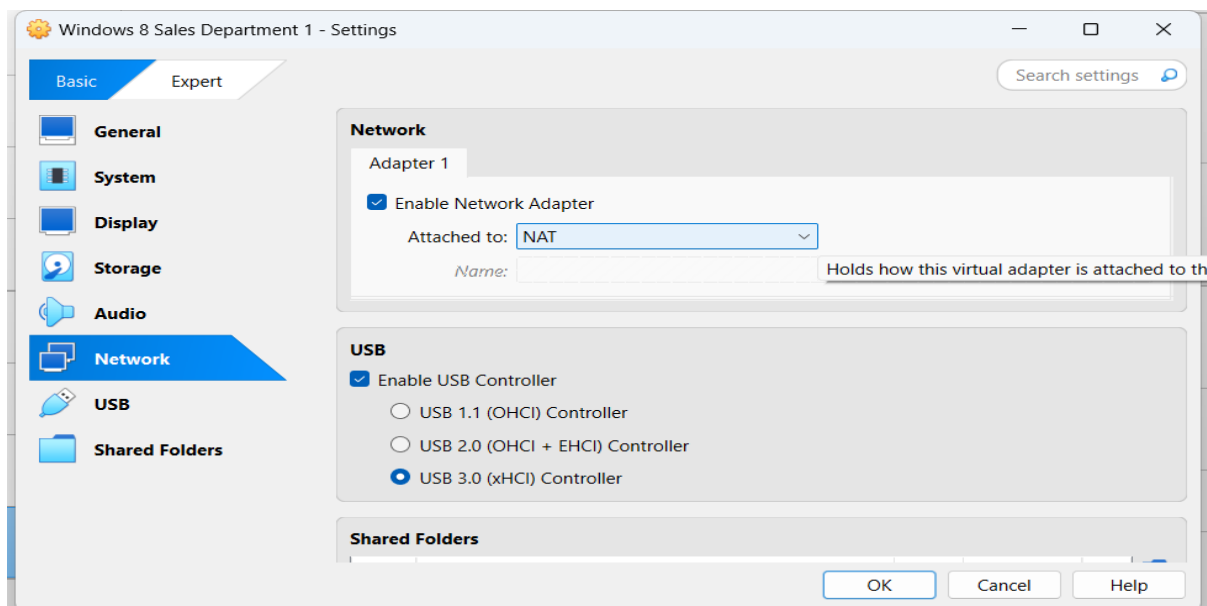 Windows 8 Sales Department 1 - Settings
Basic
Expert
Search settings
General
System
Display
Storage
Audio
Network
USB
Shared Folders
Network
Adapter 1
Enable Network Adapter
Attached to: NAT
Name:
Holds how this virtual adapter is attached to th
USB
Enable USB Controller
USB 1.1 (OHCI) Controller
USB 2.0 (OHCI + EHCI) Controller
USB 3.0 (xHCI) Controller
Shared Folders
OK
Cancel
Help